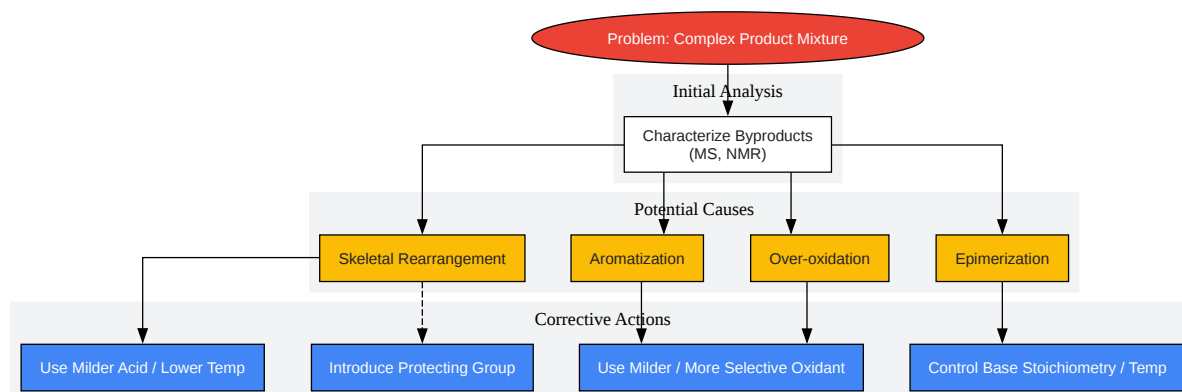 Problem: Complex Product Mixture
Initial Analysis
Characterize Byproducts
(MS, NMR)
Potential Causes
Skeletal Rearrangement
Aromatization
Over-oxidation
Epimerization
Corrective Actions
Use Milder Acid / Lower Temp
Introduce Protecting Group
Use Milder / More Selective Oxidant
Control Base Stoichiometry / Temp